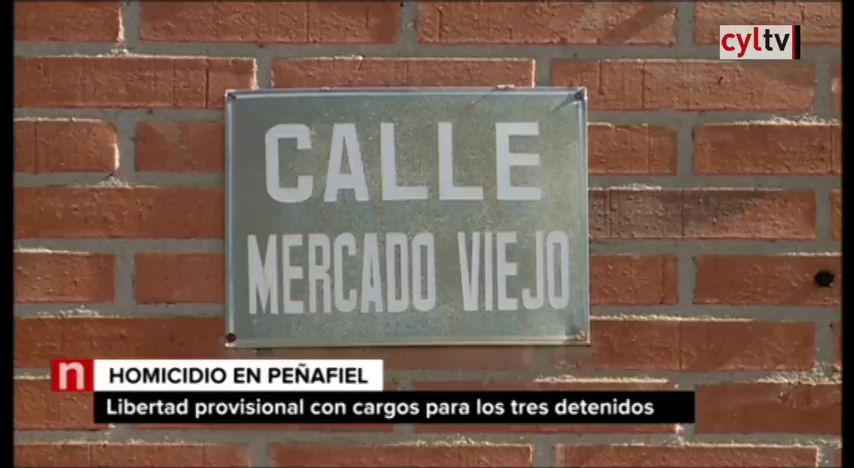 cyltv
CALLE
MERCADO VIEJO
n HOMICIDIO EN PEÑAFIEL
Libertad provisional con cargos para los tres detenidos